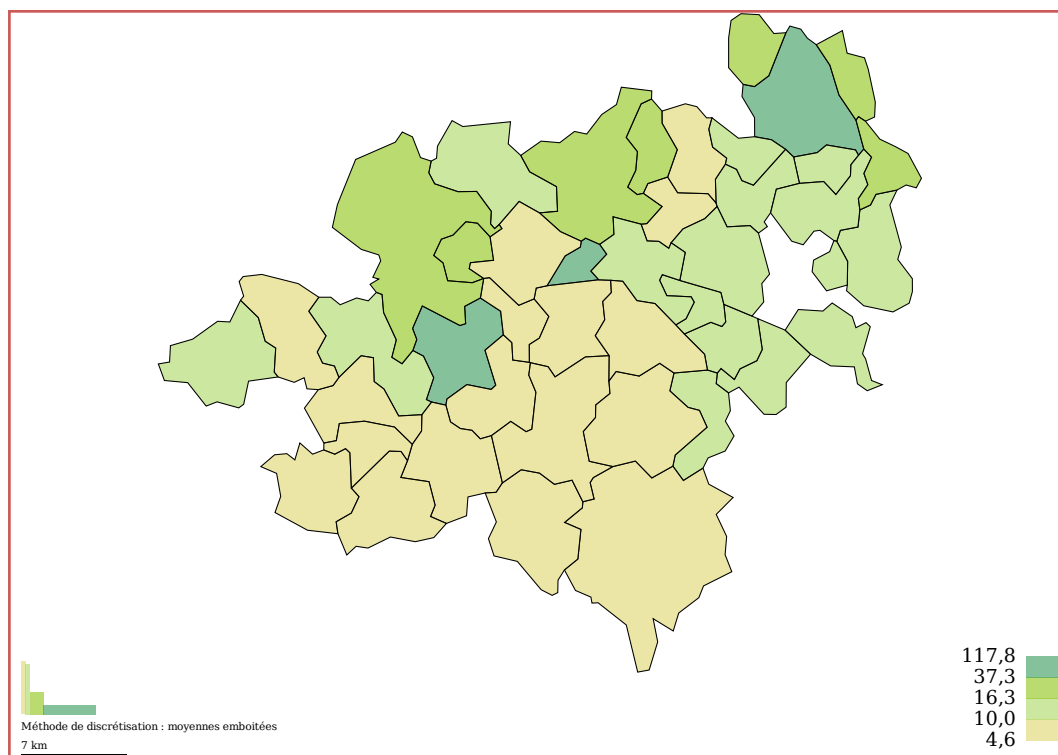 117,8
37,3
16,3
10,0
4,6
Méthode de discrétisation : moyennes emboitées
7 km